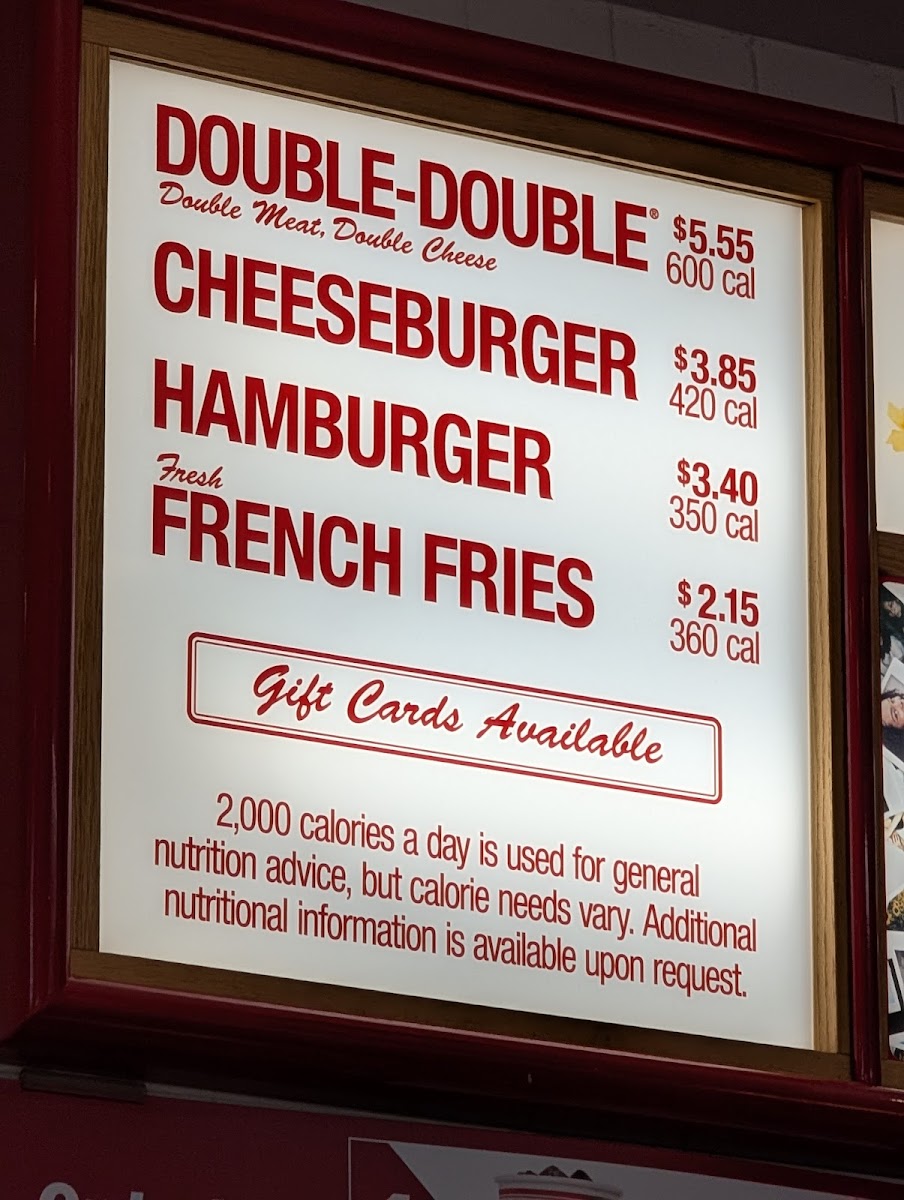 DOUBLE-DOUBLE® $5.55
Double Meat, Double Cheese 600 cal
CHEESEBURGER $3.85
420 cal
HAMBURGER $3.40
350 cal
Fresh
FRENCH FRIES $2.15
360 cal
Gift Cards Available
2,000 calories a day is used for general
nutrition advice, but calorie needs vary. Additional
nutritional information is available upon request.